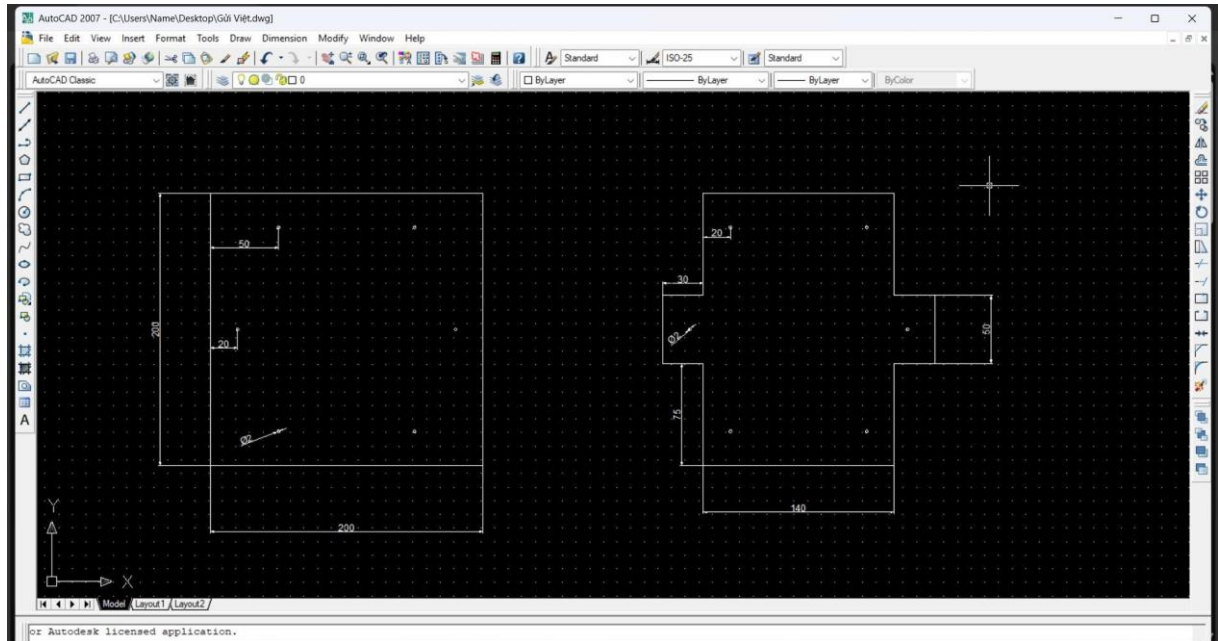 AutoCAD 2007 - [C:\Users\Name\Desktop\Gửi Việt.dwg]
File Edit View Insert Format Tools Draw Dimension Modify Window Help
Standard ISO-25 Standard
AutoCAD Classic 0 ByLayer ByLayer ByLayer ByColor
50
20
30
200
20
Ø2
50
75
Ø2
140
200
Y
X
A
Model Layout1 Layout2
or Autodesk licensed application.